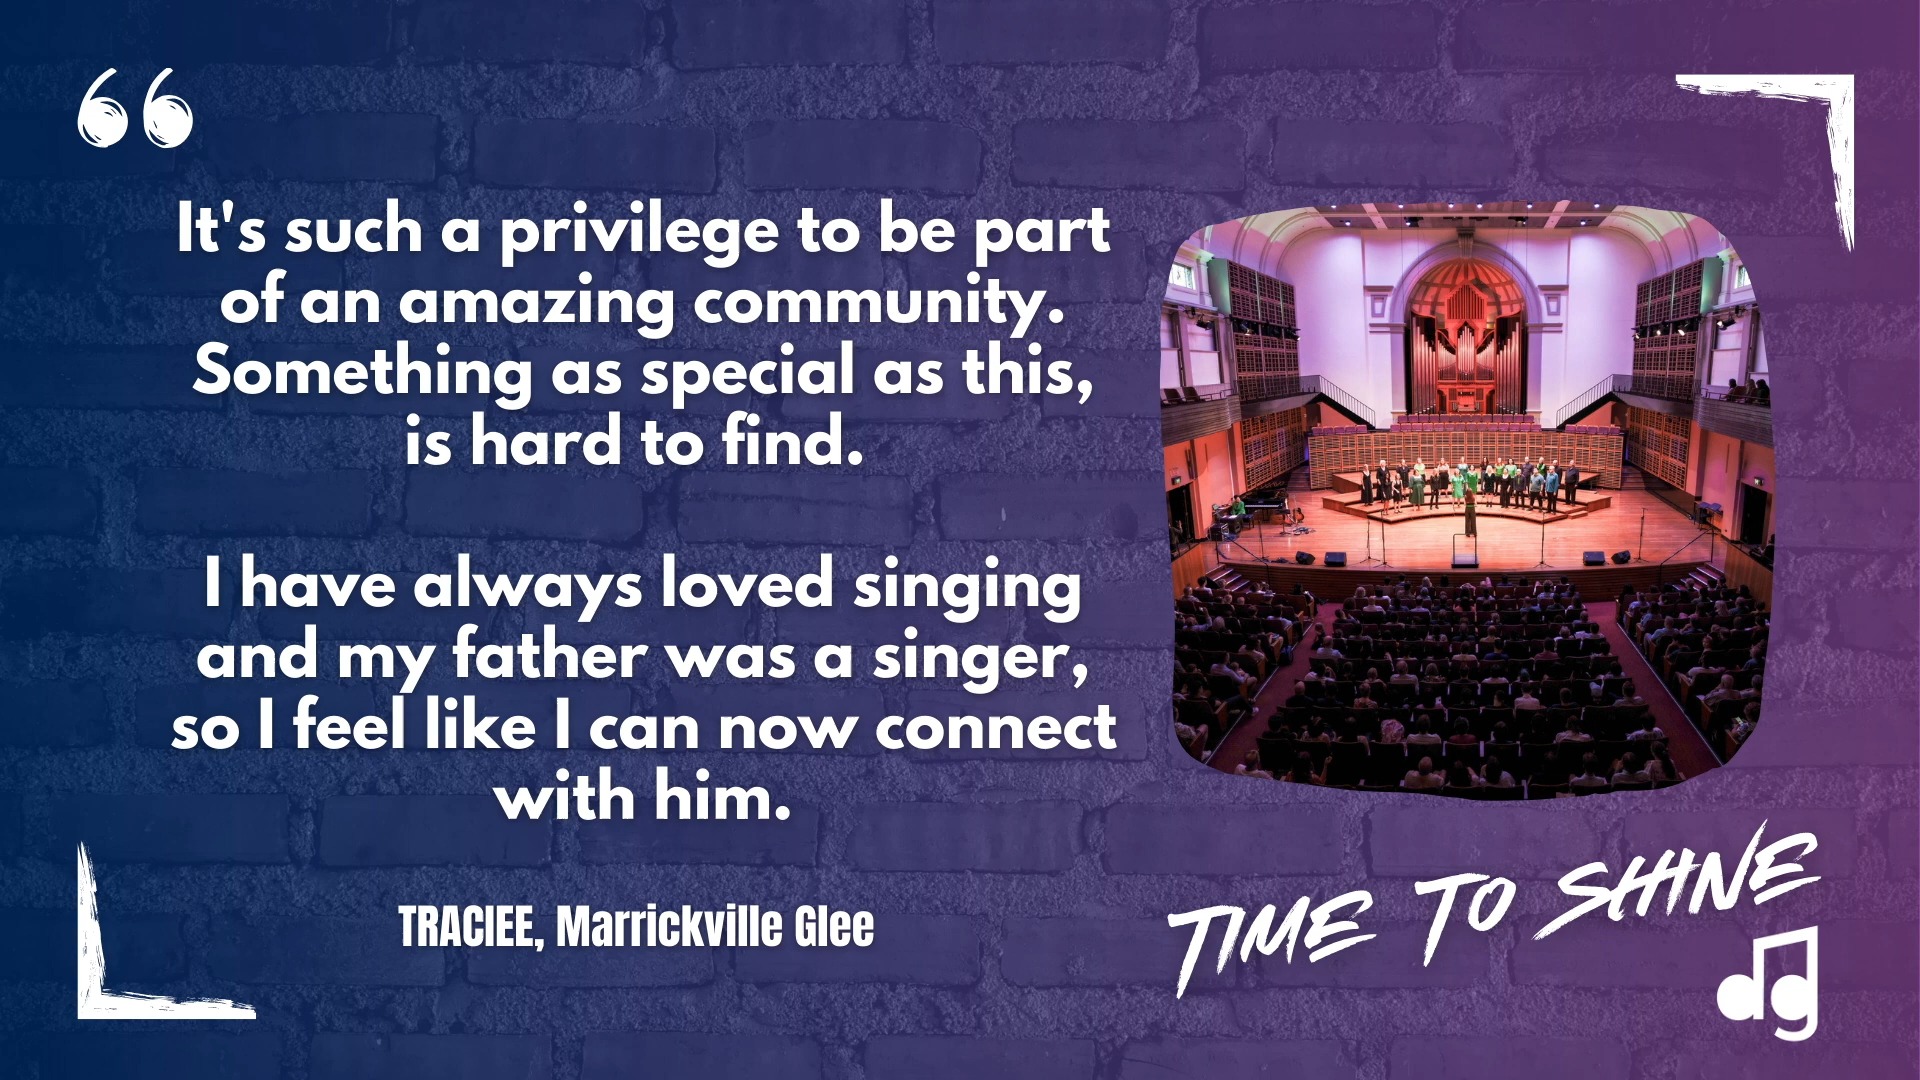 It's such a privilege to be part
of an amazing community.
Something as special as this,
is hard to find.
I have always loved singing
and my father was a singer,
so I feel like I can now connect
with him.
TRACIEE, Marrickville Glee
TIME TO SHINE
dg